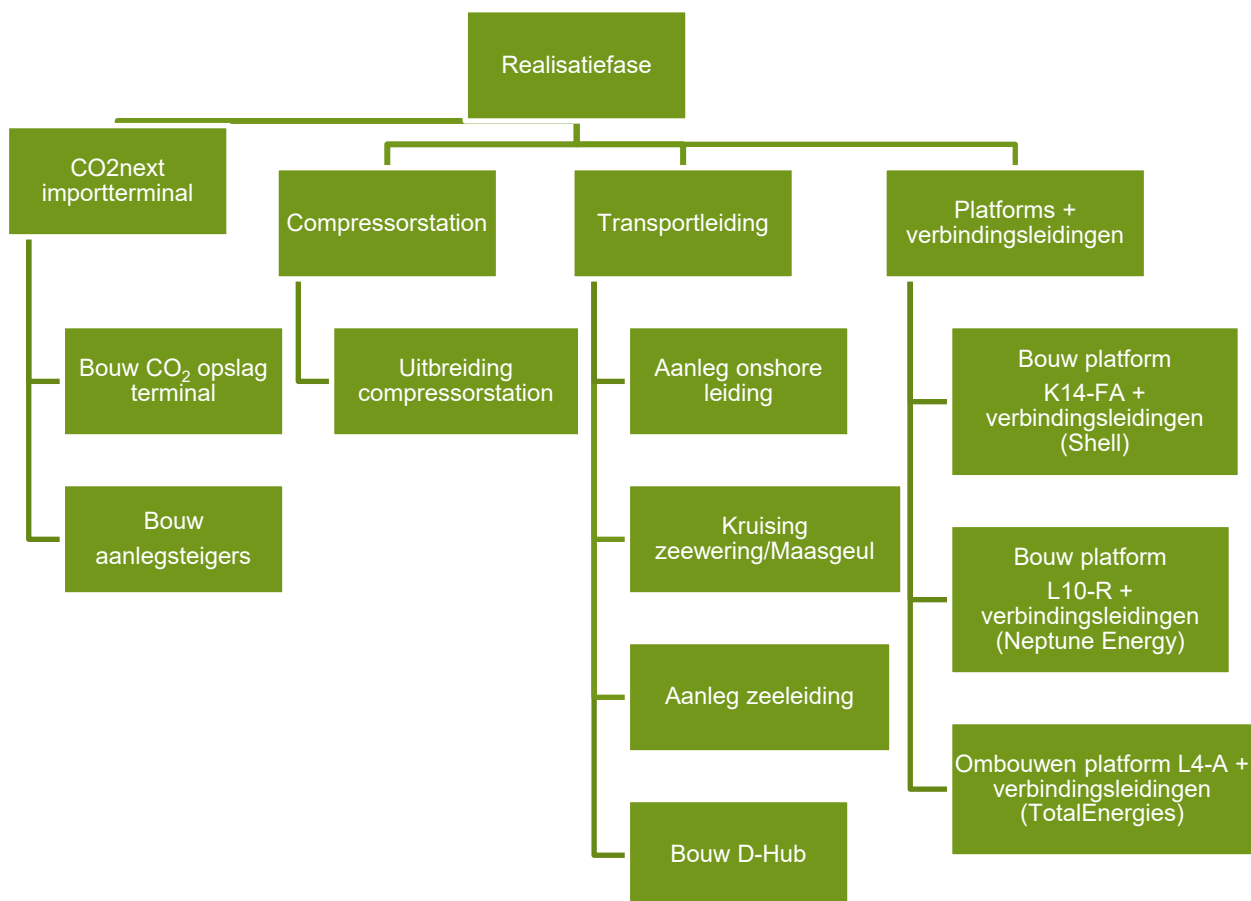 Realisatiefase
CO2next
importterminal
Compressorstation
Transportleiding
Platforms +
verbindingsleidingen
Bouw CO₂ opslag
terminal
Bouw
aanlegsteigers
Uitbreiding
compressorstation
Aanleg onshore
leiding
Kruising
zeewering/Maasgeul
Aanleg zeeleiding
Bouw D-Hub
Bouw platform
K14-FA +
verbindingsleidingen
(Shell)
Bouw platform
L10-R +
verbindingsleidingen
(Neptune Energy)
Ombouwen platform L4-A +
verbindingsleidingen
(TotalEnergies)